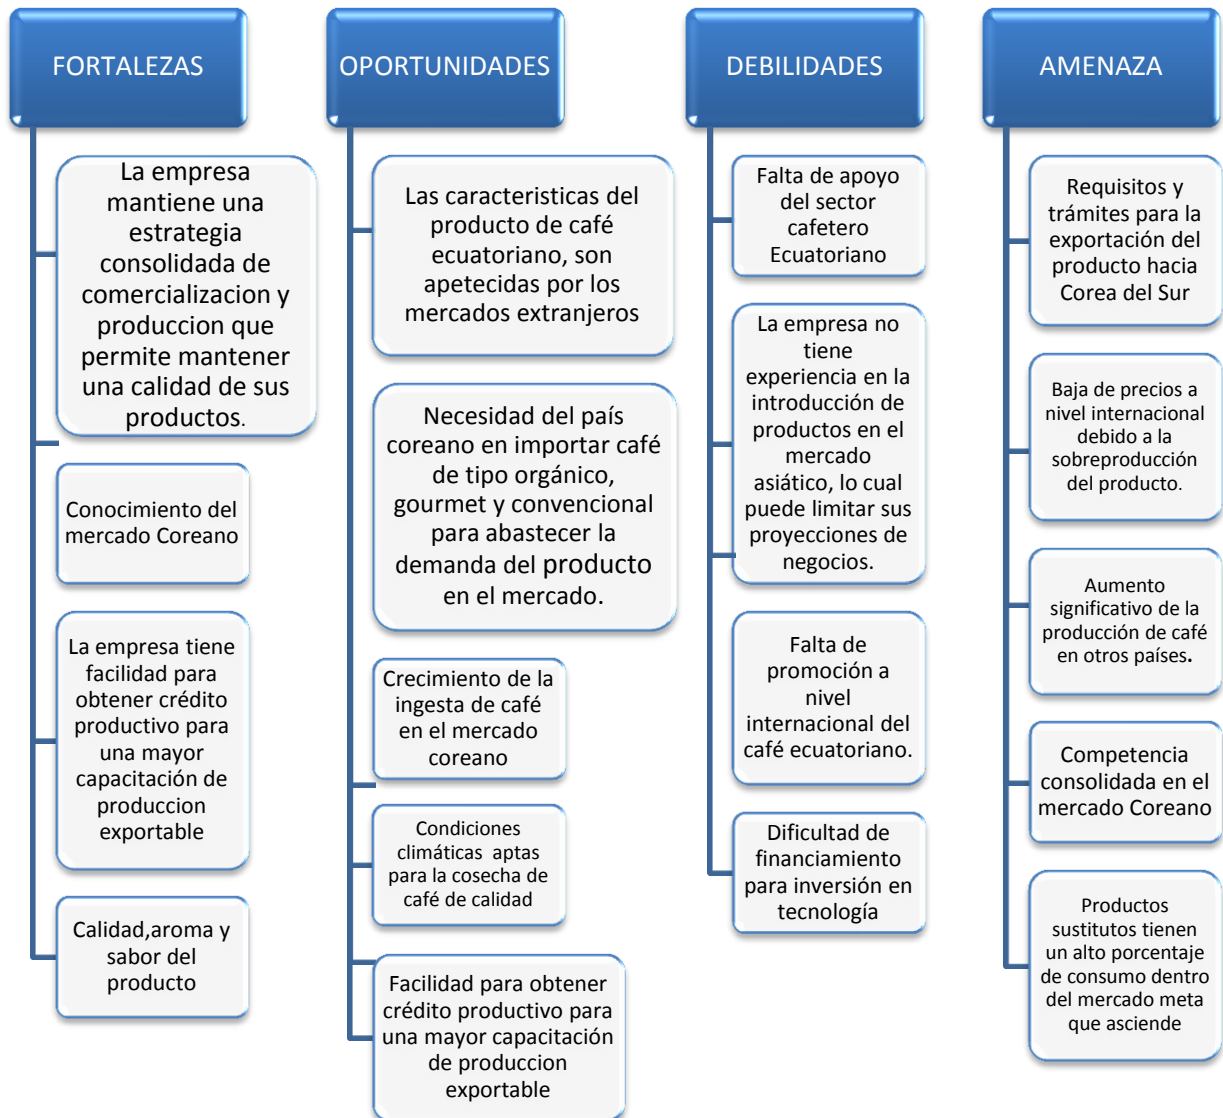 FORTALEZAS
La empresa
mantiene una
estrategia
consolidada de
comercializacion y
produccion que
permite mantener
una calidad de sus
productos.
Conocimiento del
mercado Coreano
La empresa tiene
facilidad para
obtener crédito
productivo para
una mayor
capacitación de
produccion
exportable
Calidad,aroma y
sabor del
producto
OPORTUNIDADES
Las caracteristicas del
producto de café
ecuatoriano, son
apetecidas por los
mercados extranjeros
Necesidad del país
coreano en importar café
de tipo orgánico,
gourmet y convencional
para abastecer la
demanda del producto
en el mercado.
Crecimiento de la
ingesta de café
en el mercado
coreano
Condiciones
climáticas aptas
para la cosecha de
café de calidad
Facilidad para obtener
crédito productivo para
una mayor capacitación
de produccion
exportable
DEBILIDADES
Falta de apoyo
del sector
cafetero
Ecuatoriano
La empresa no
tiene
experiencia en la
introducción de
productos en el
mercado
asiático, lo cual
puede limitar sus
proyecciones de
negocios.
Falta de
promoción a
nivel
internacional del
café ecuatoriano.
Dificultad de
financiamiento
para inversión en
tecnología
AMENAZA
Requisitos y
trámites para la
exportación del
producto hacia
Corea del Sur
Baja de precios a
nivel internacional
debido a la
sobreproducción
del producto.
Aumento
significativo de la
producción de café
en otros países.
Competencia
consolidada en el
mercado Coreano
Productos
sustitutos tienen
un alto porcentaje
de consumo dentro
del mercado meta
que asciende